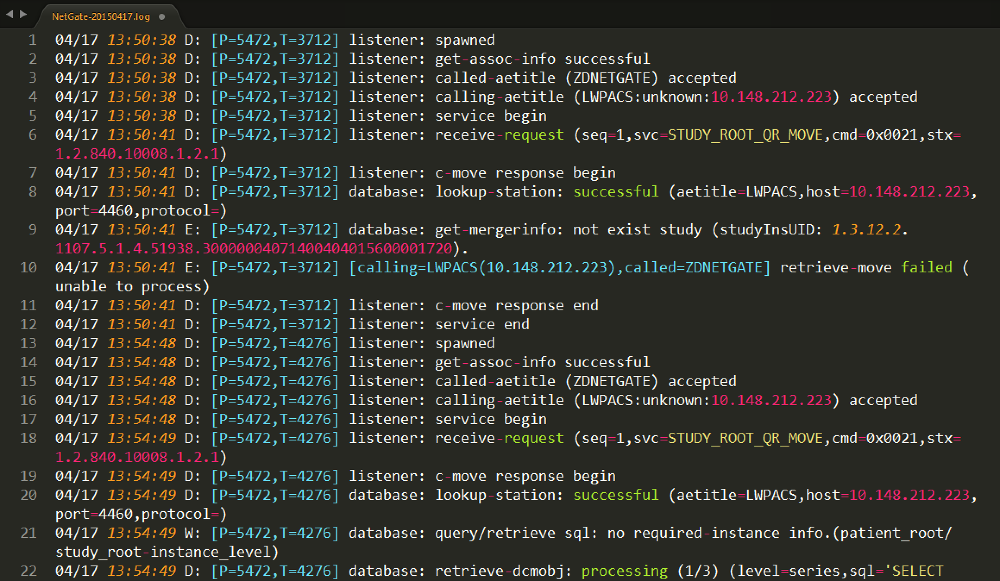 NetGate-20150417.log
1 04/17 13:50:38 D: [P=5472,T=3712] listener: spawned
2 04/17 13:50:38 D: [P=5472,T=3712] listener: get-assoc-info successful
3 04/17 13:50:38 D: [P=5472,T=3712] listener: called-aetitle (ZDNETGATE) accepted
4 04/17 13:50:38 D: [P=5472,T=3712] listener: calling-aetitle (LWPACS:unknown:10.148.212.223) accepted
5 04/17 13:50:38 D: [P=5472,T=3712] listener: service begin
6 04/17 13:50:41 D: [P=5472,T=3712] listener: receive-request (seq=1,svc=STUDY_ROOT_QR_MOVE,cmd=0x0021,stx=
1.2.840.10008.1.2.1)
7 04/17 13:50:41 D: [P=5472,T=3712] listener: c-move response begin
8 04/17 13:50:41 D: [P=5472,T=3712] database: lookup-station: successful (aetitle=LWPACS,host=10.148.212.223,
port=4460,protocol=)
9 04/17 13:50:41 E: [P=5472,T=3712] database: get-mergerinfo: not exist study (studyInsUID: 1.3.12.2.
1107.5.1.4.51938.30000004071400404015600001720).
10 04/17 13:50:41 E: [P=5472,T=3712] [calling=LWPACS(10.148.212.223),called=ZDNETGATE] retrieve-move failed (
unable to process)
11 04/17 13:50:41 D: [P=5472,T=3712] listener: c-move response end
12 04/17 13:50:41 D: [P=5472,T=3712] listener: service end
13 04/17 13:54:48 D: [P=5472,T=4276] listener: spawned
14 04/17 13:54:48 D: [P=5472,T=4276] listener: get-assoc-info successful
15 04/17 13:54:48 D: [P=5472,T=4276] listener: called-aetitle (ZDNETGATE) accepted
16 04/17 13:54:48 D: [P=5472,T=4276] listener: calling-aetitle (LWPACS:unknown:10.148.212.223) accepted
17 04/17 13:54:48 D: [P=5472,T=4276] listener: service begin
18 04/17 13:54:49 D: [P=5472,T=4276] listener: receive-request (seq=1,svc=STUDY_ROOT_QR_MOVE,cmd=0x0021,stx=
1.2.840.10008.1.2.1)
19 04/17 13:54:49 D: [P=5472,T=4276] listener: c-move response begin
20 04/17 13:54:49 D: [P=5472,T=4276] database: lookup-station: successful (aetitle=LWPACS,host=10.148.212.223,
port=4460,protocol=)
21 04/17 13:54:49 W: [P=5472,T=4276] database: query/retrieve sql: no required-instance info.(patient_root/
study_root-instance_level)
22 04/17 13:54:49 D: [P=5472,T=4276] database: retrieve-dcmobj: processing (1/3) (level=series,sql='SELECT